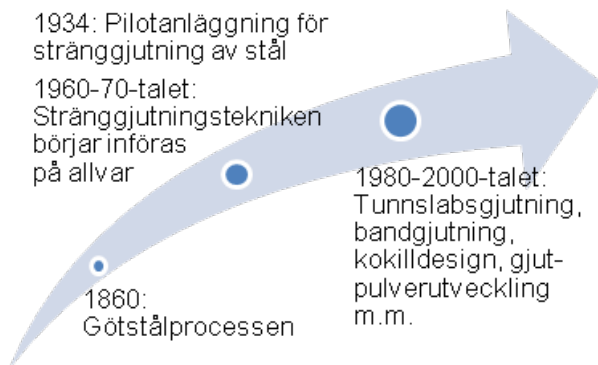 1934: Pilotanläggning för
stränggjutning av stål
1960-70-talet:
Stränggjutningstekniken
börjar införas
på allvar
1980-2000-talet:
Tunnslabsgjutning,
bandgjutning,
kokilldesign, gjut-
pulverutveckling
m.m.
1860:
Götstålprocessen